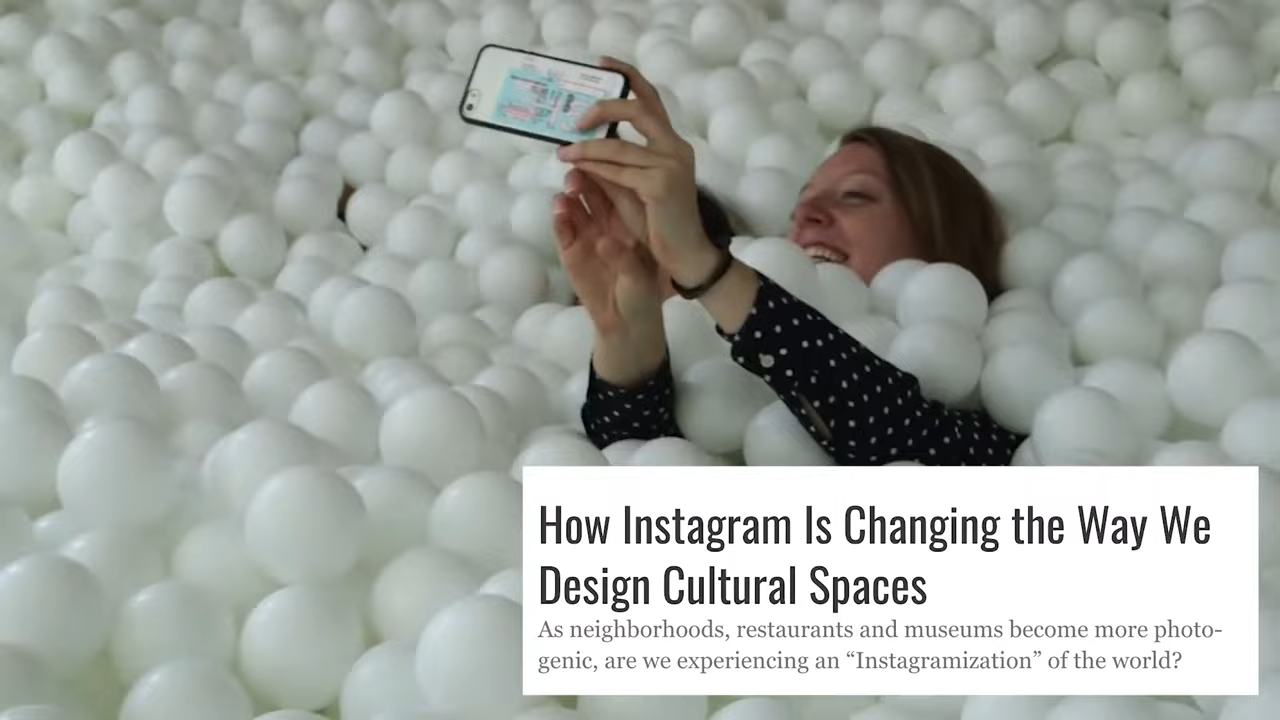 How Instagram Is Changing the Way We
Design Cultural Spaces
As neighborhoods, restaurants and museums become more photo-
genic, are we experiencing an “Instagramization” of the world?